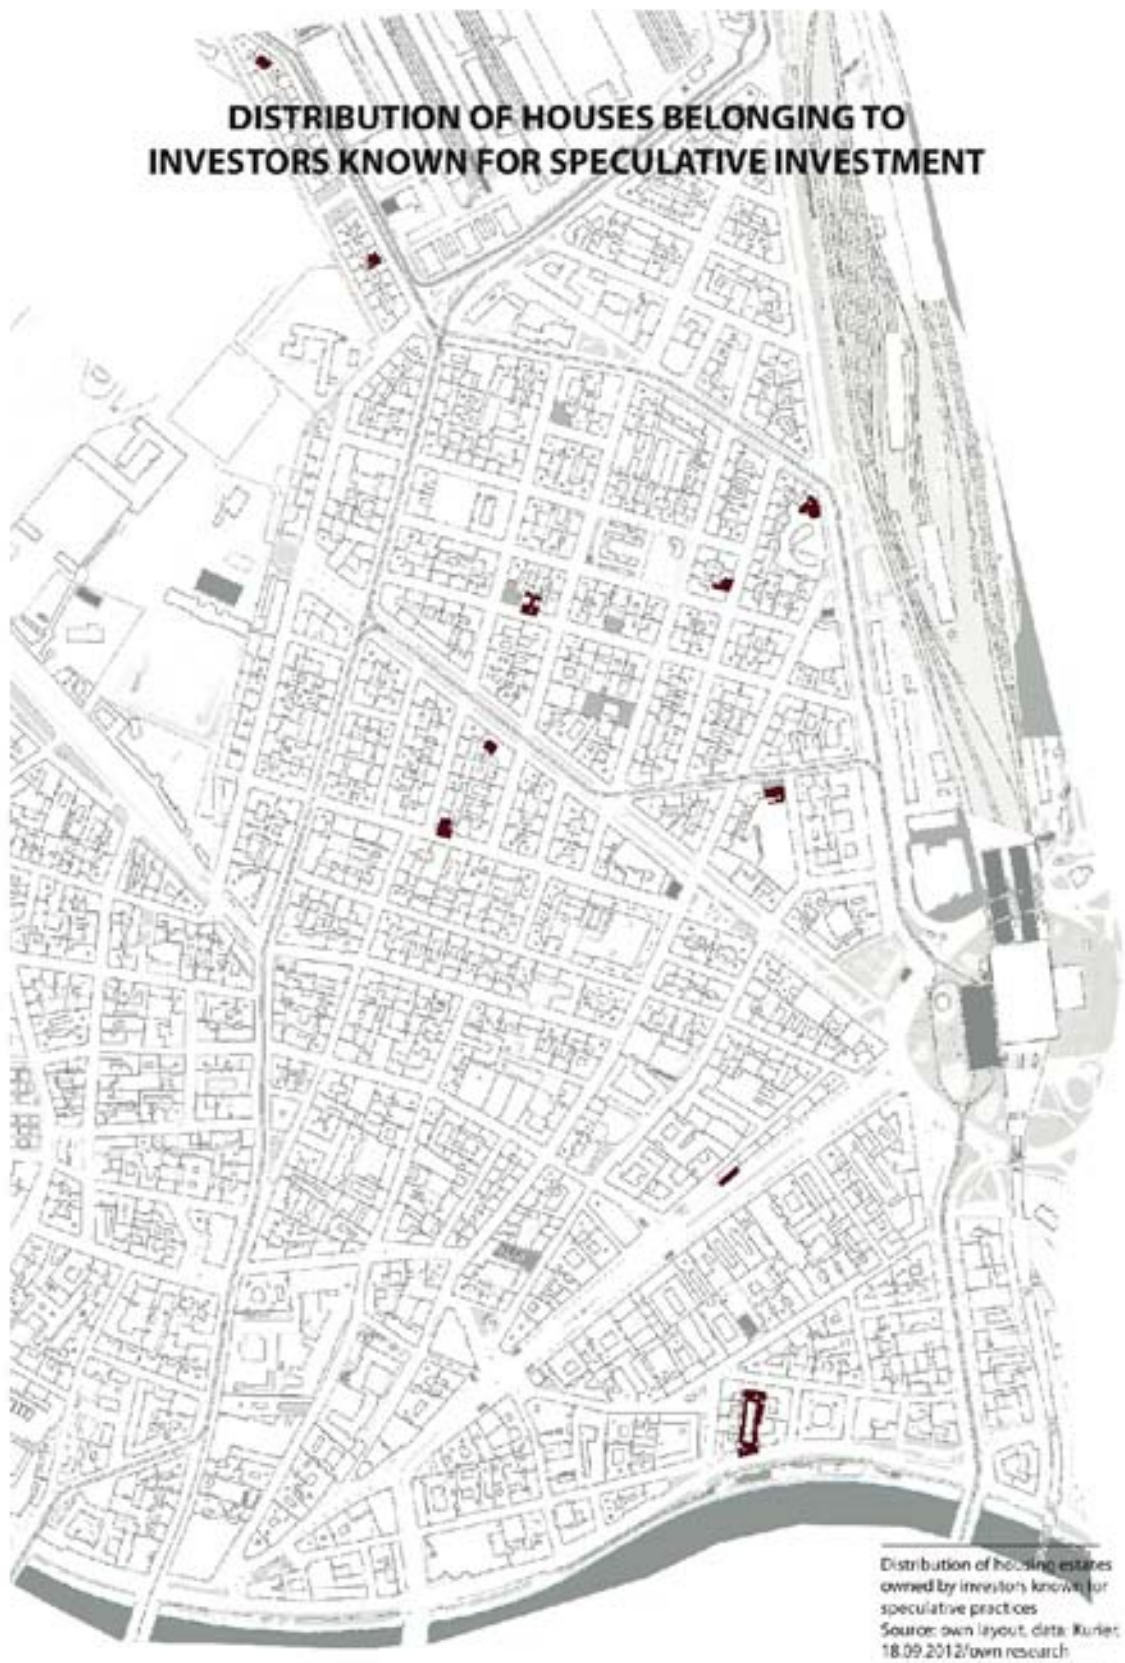 DISTRIBUTION OF HOUSES BELONGING TO
INVESTORS KNOWN FOR SPECULATIVE INVESTMENT
Distribution of housing estates
owned by investors known for
speculative practices
Source: own layout, data: Kurier,
18.09.2012/own research